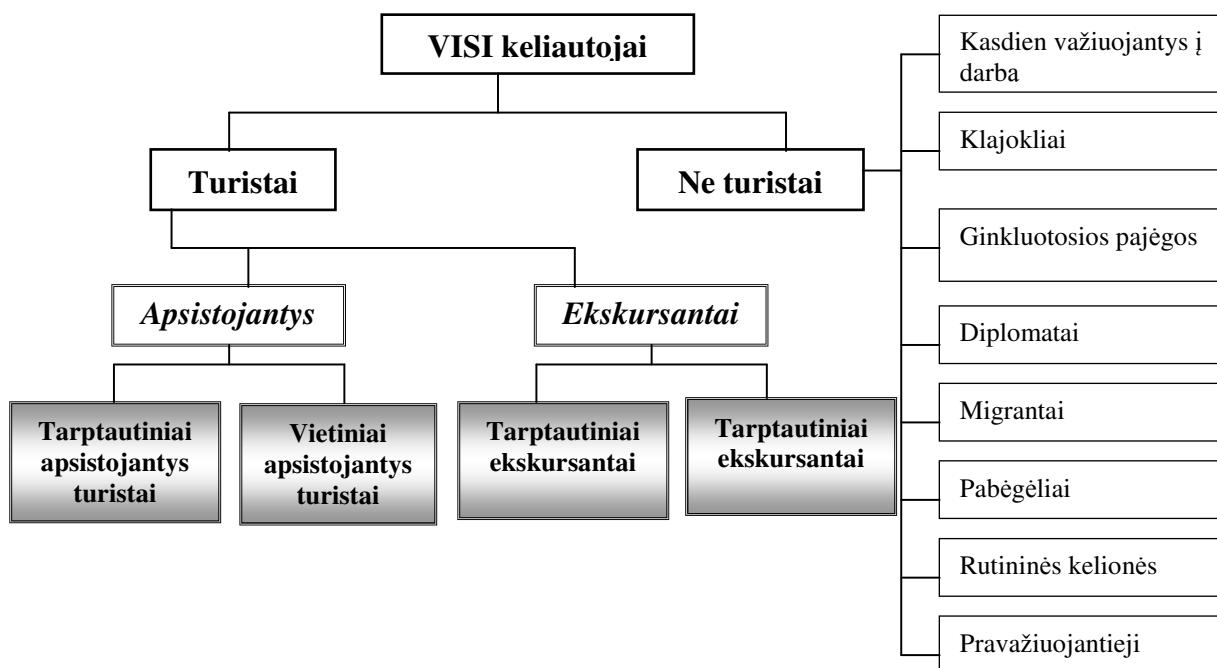 VISI keliautojai
Turistai
Ne turistai
Apsistojantys
Ekskursantai
Tarptautiniai
apsistojantys
turistai
Vietiniai
apsistojantys
turistai
Tarptautiniai
ekskursantai
Tarptautiniai
ekskursantai
Kasdien važiuojantys į
darba
Klajokliai
Ginkluotosios pajėgos
Diplomatai
Migrantai
Pabėgėliai
Rutininės kelionės
Pravažiuojantieji